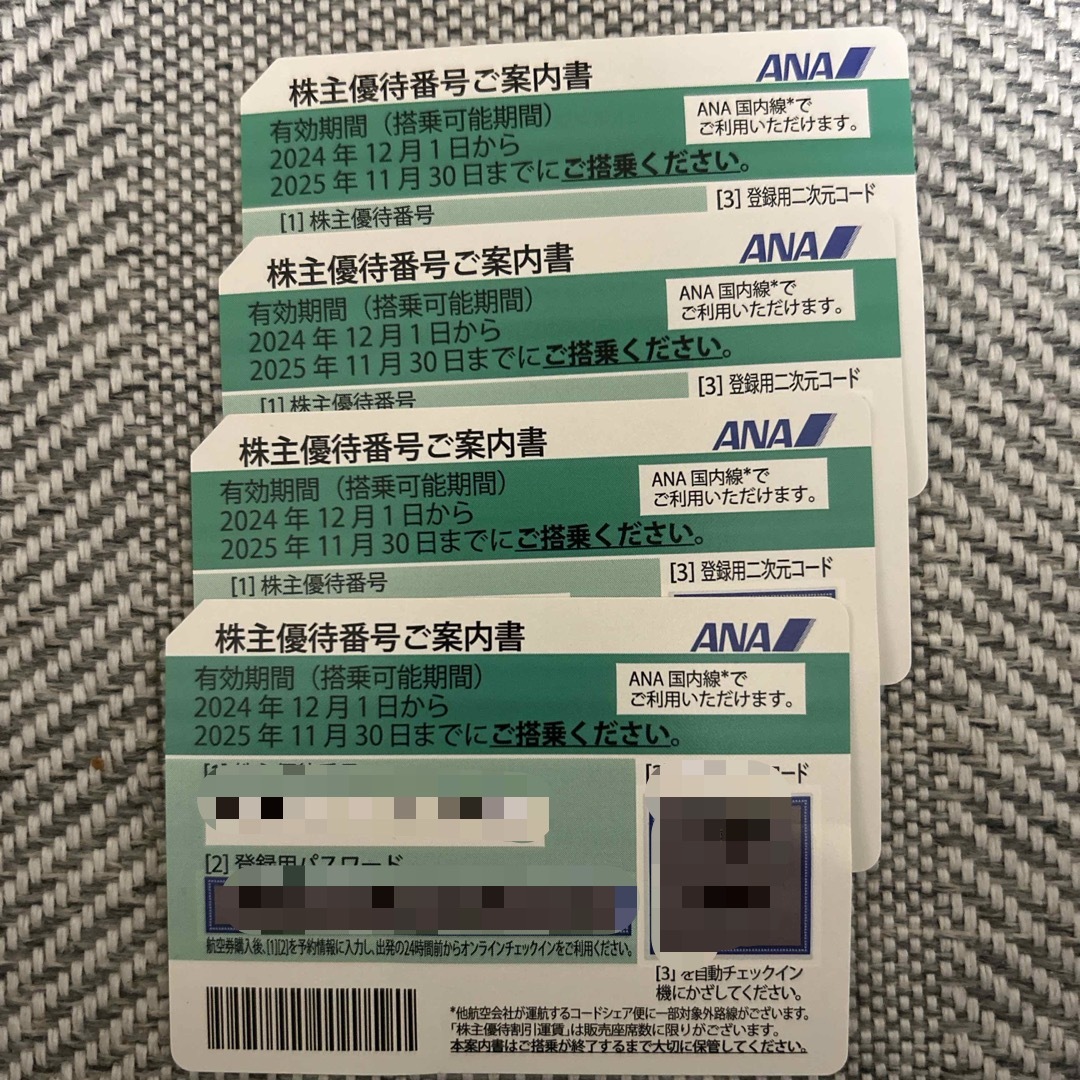 株主優待番号ご案内書
ANA
有効期間（搭乗可能期間）
2024年12月1日から
2025年11月30日までにご搭乗ください。
ANA国内線*で
ご利用いただけます。
[1] 株主優待番号
[3] 登録用二次元コード
株主優待番号ご案内書
ANA
有効期間（搭乗可能期間）
2024年12月1日から
2025年11月30日までにご搭乗ください。
ANA国内線*で
ご利用いただけます。
[1] 株主優待番号
[3] 登録用二次元コード
株主優待番号ご案内書
ANA
有効期間（搭乗可能期間）
2024年12月1日から
2025年11月30日までにご搭乗ください。
ANA国内線*で
ご利用いただけます。
[1] 株主優待番号
[3] 登録用二次元コード
株主優待番号ご案内書
ANA
有効期間（搭乗可能期間）
2024年12月1日から
2025年11月30日までにご搭乗ください。
ANA国内線*で
ご利用いただけます。
ード
[2] 登録用パスワード
航空券購入後、[1][2]を予約情報に入力し、出発の24時間前からオンラインチェックインをご利用ください。
[3] を自動チェックイン
機にかざしてください。
*他航空会社が運航するコードシェア便に一部対象外路線がございます。
「株主優待割引運賃」は販売座席数に限りがございます。
本案内書はご搭乗が終了するまで大切に保管してください。